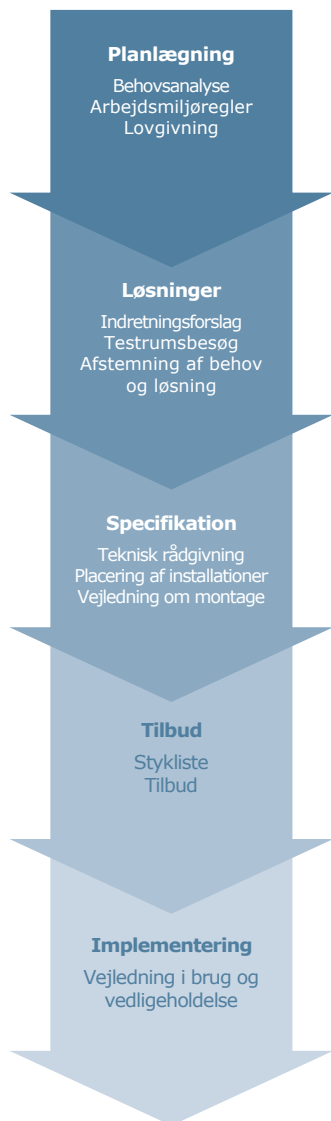 Planlægning
Behovsanalyse
Arbejdsmiljøregler
Lovgivning
Løsninger
Indretningsforslag
Testrumsbesøg
Afstemning af behov
og løsning
Specifikation
Teknisk rådgivning
Placering af installationer
Vejledning om montage
Tilbud
Stykliste
Tilbud
Implementering
Vejledning i brug og
vedligeholdelse